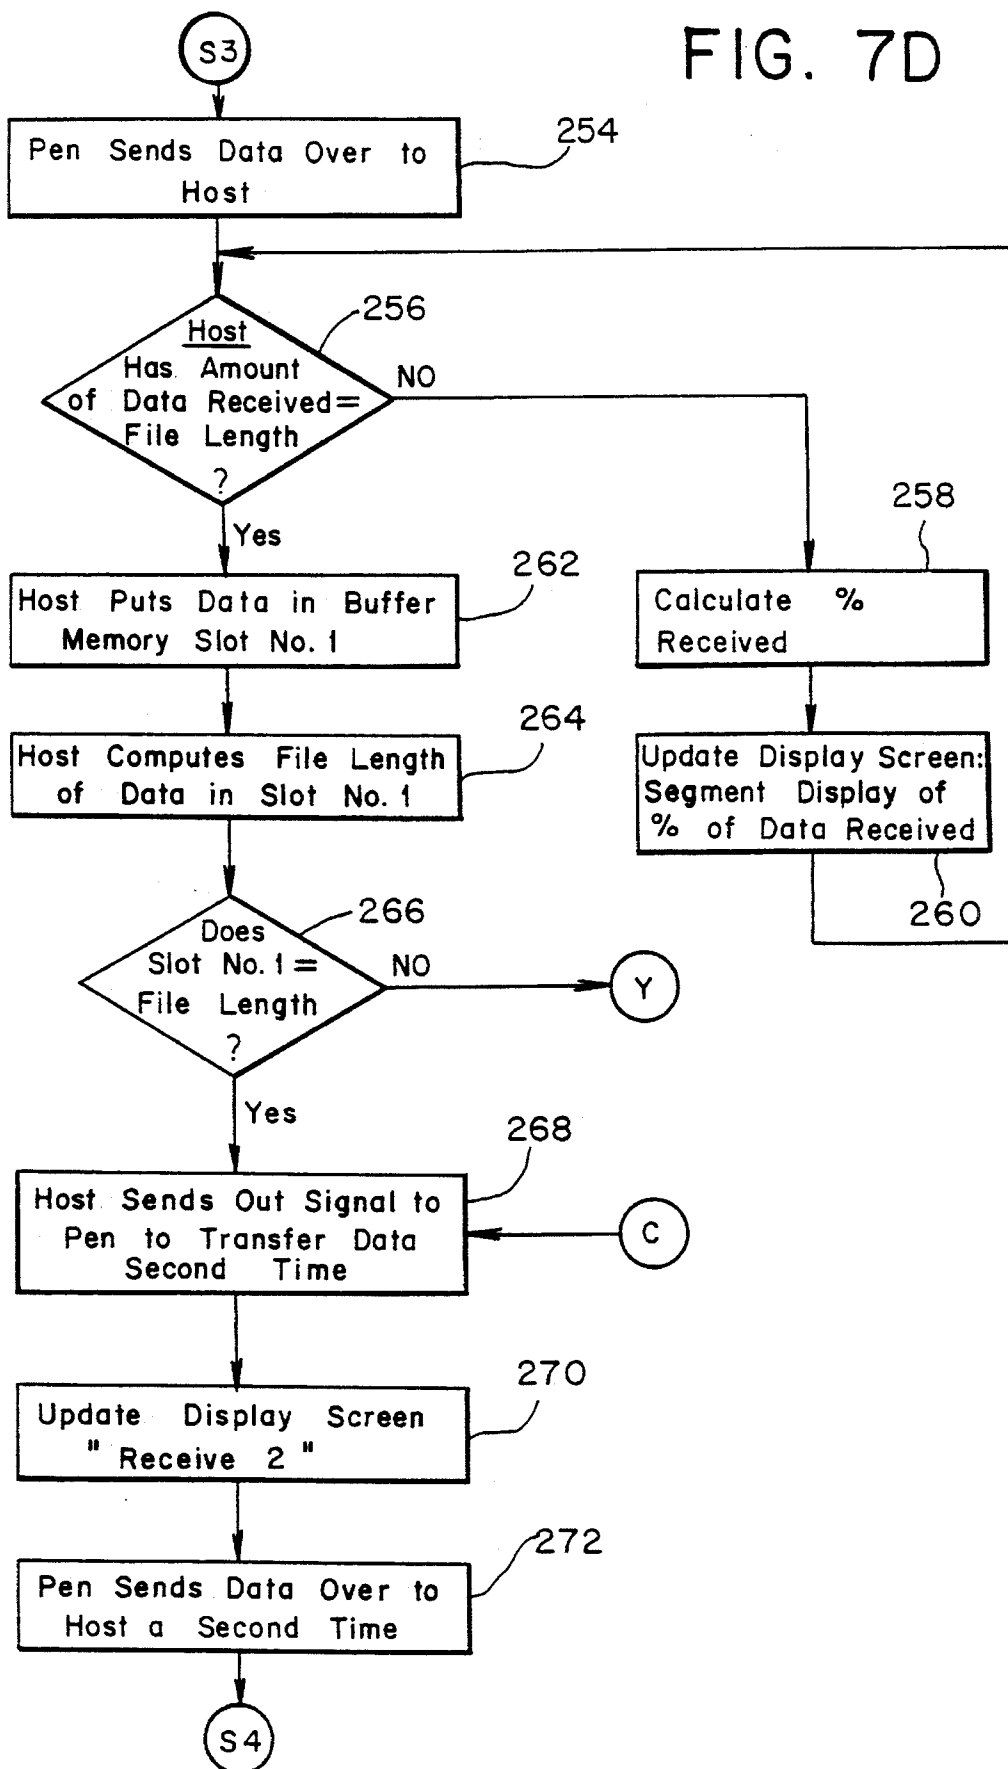 FIG. 7D
S3
Pen Sends Data Over to
Host
254
Host
Has Amount
of Data Received=
File Length
?
256
NO
Yes
258
Calculate %
Received
Host Puts Data in Buffer
Memory Slot No. 1
262
Host Computes File Length
of Data in Slot No. 1
264
Update Display Screen:
Segment Display of
% of Data Received
260
Does
Slot No. 1 =
File Length
?
266
NO
Y
Yes
268
Host Sends Out Signal to
Pen to Transfer Data
Second Time
C
270
Update Display Screen
" Receive 2 "
272
Pen Sends Data Over to
Host a Second Time
S4